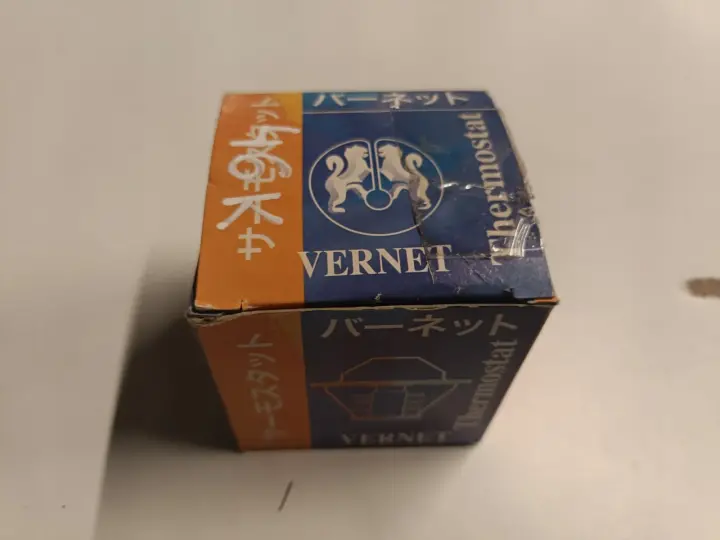 バーネット
サーモスタット
VERNET
Thermostat
バーネット
サーモスタット
Thermostat
VERNET